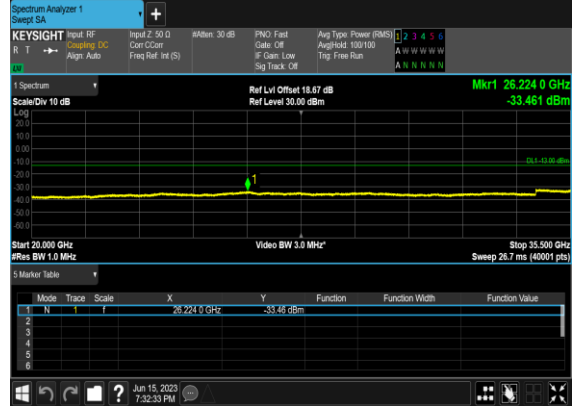 Spectrum Analyzer 1
Swept SA
+
KEYSIGHT Input: RF Input Z: 50 Ω #Atten: 30 dB PNO: Fast Avg Type: Power (RMS) 1 2 3 4 5 6
R T Coupling: DC Corr CCorr Gate: Off Avg|Hold: 100/100 A W W W W W
Align: Auto Freq Ref: Int (S) IF Gain: Low Trig: Free Run
Sig Track: Off A N N N N N
1 Spectrum Ref Lvl Offset 18.67 dB Mkr1 26.224 0 GHz
Scale/Div 10 dB Ref Level 30.00 dBm -33.461 dBm
Log
20.0
10.0
0.00
-10.0 DL1 -13.00 dBm
-20.0 1
-30.0
-40.0
-50.0
-60.0
Start 20.000 GHz Video BW 3.0 MHz* Stop 35.500 GHz
#Res BW 1.0 MHz Sweep 26.7 ms (40001 pts)
5 Marker Table
Mode Trace Scale X Y Function Function Width Function Value
1 N 1 f 26.224 0 GHz -33.46 dBm
2
3
4
5
6
? Jun 15, 2023
7:32:33 PM